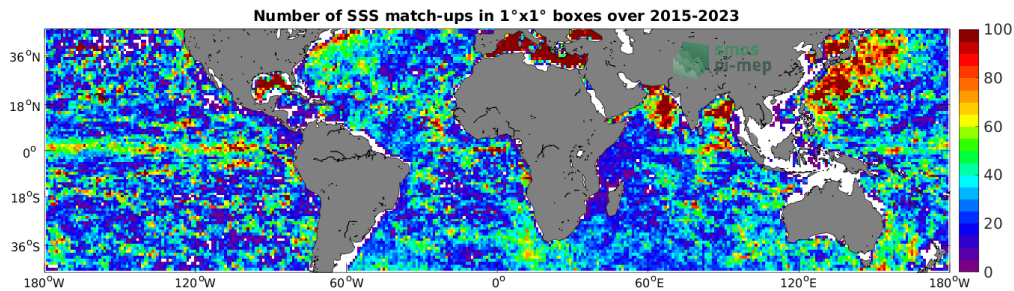 Number of SSS match-ups in 1°x1° boxes over 2015-2023
36°N
18°N
0°
18°S
36°S
180°W
120°W
60°W
0°
60°E
120°E
180°W
smos
pi-mep
100
80
60
40
20
0